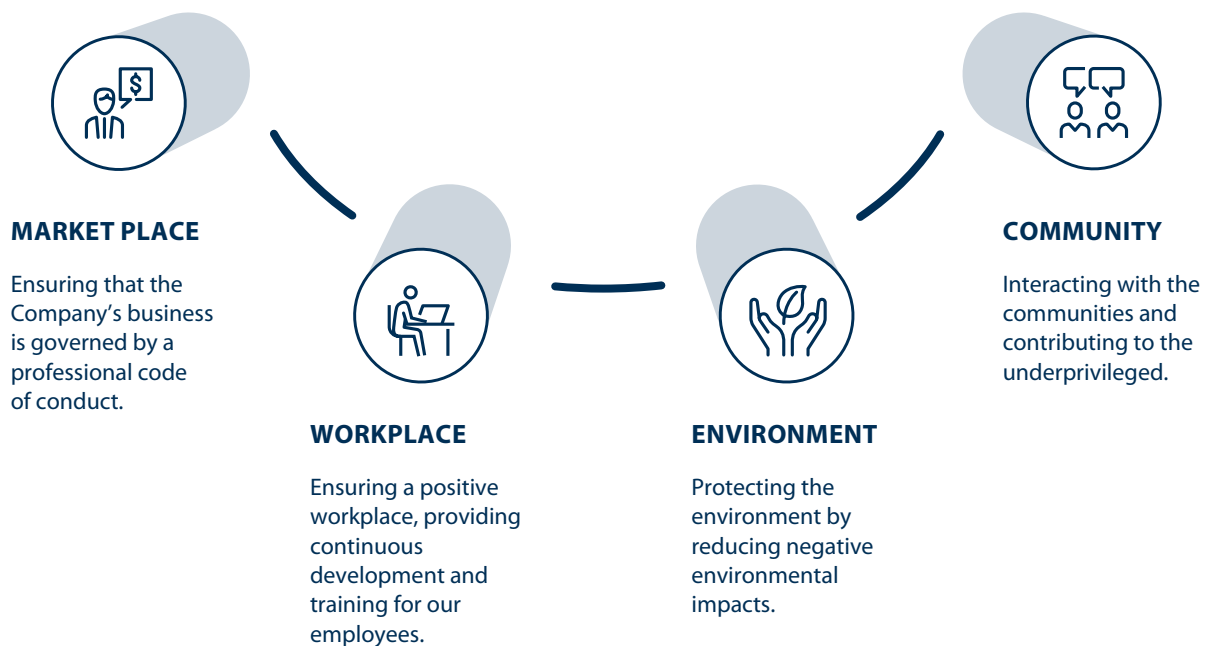 $
MARKET PLACE
Ensuring that the
Company’s business
is governed by a
professional code
of conduct.
WORKPLACE
Ensuring a positive
workplace, providing
continuous
development and
training for our
employees.
ENVIRONMENT
Protecting the
environment by
reducing negative
environmental
impacts.
COMMUNITY
Interacting with the
communities and
contributing to the
underprivileged.